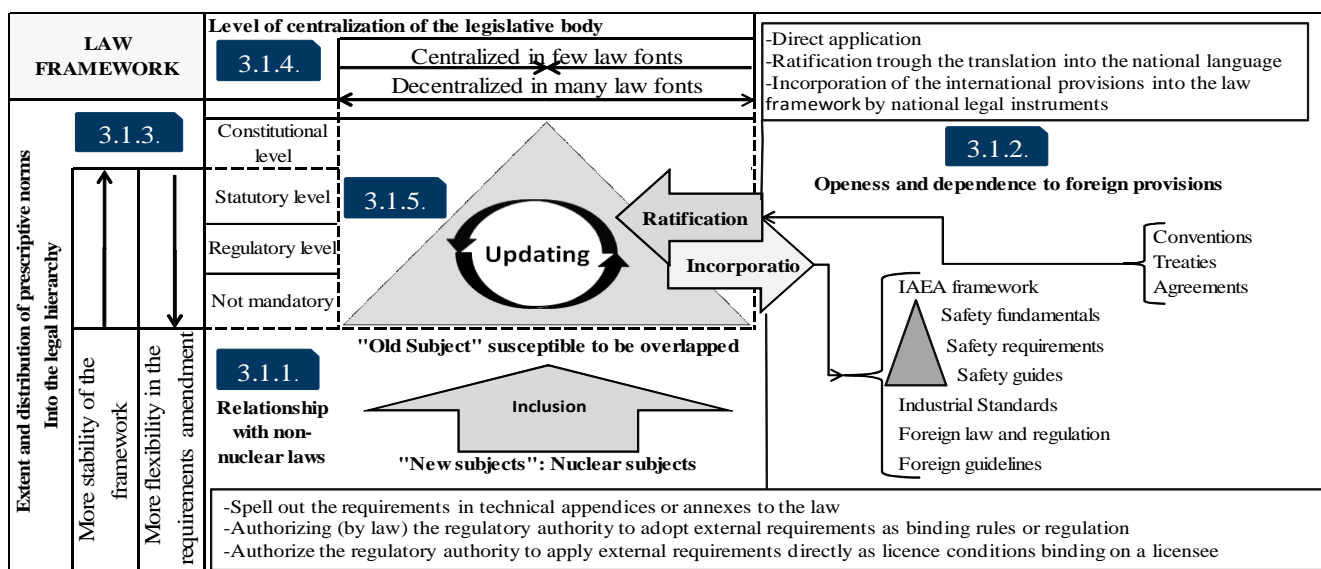 LAW
FRAMEWORK
Level of centralization of the legislative body
3.1.4.
Centralized in few law fonts
Decentralized in many law fonts
-Direct application
-Ratification trough the translation into the national language
-Incorporation of the international provisions into the law
framework by national legal instruments
Extent and distribution of prescriptive norms
Into the legal hierarchy
3.1.3.
More stability of the
framework
More flexibility in the
requirements amendment
Constitutional
level
Statutory level
Regulatory level
Not mandatory
3.1.5.
Updating
Ratification
Incorporatio
3.1.2.
Openess and dependence to foreign provisions
Conventions
Treaties
Agreements
IAEA framework
Safety fundamentals
Safety requirements
Safety guides
Industrial Standards
Foreign law and regulation
Foreign guidelines
"Old Subject" susceptible to be overlapped
3.1.1.
Relationship
with non-
nuclear laws
Inclusion
"New subjects": Nuclear subjects
-Spell out the requirements in technical appendices or annexes to the law
-Authorizing (by law) the regulatory authority to adopt external requirements as binding rules or regulation
-Authorize the regulatory authority to apply external requirements directly as licence conditions binding on a licensee